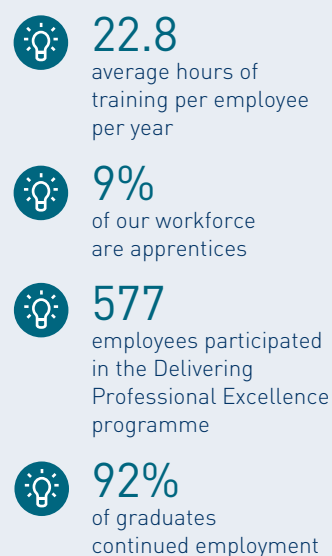 22.8
average hours of
training per employee
per year
9%
of our workforce
are apprentices
577
employees participated
in the Delivering
Professional Excellence
programme
92%
of graduates
continued employment